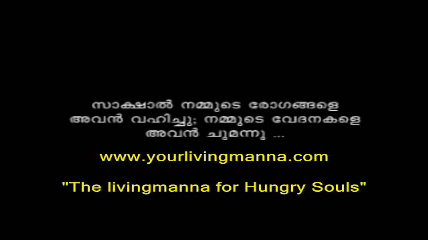 സാക്ഷാൽ നമ്മുടെ രോഗങ്ങളെ
അവൻ വഹിച്ചു; നമ്മുടെ വേദനകളെ
അവൻ ചുമന്നു ...
www.yourlivingmanna.com
"The livingmanna for Hungry Souls"